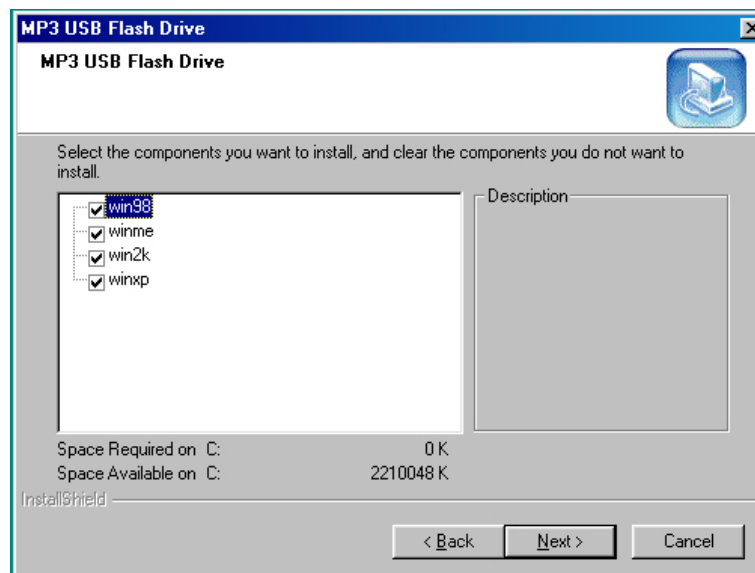 MP3 USB Flash Drive
MP3 USB Flash Drive
Select the components you want to install, and clear the components you do not want to
install.
win98
winme
win2k
winxp
Description
Space Required on C: 0 K
Space Available on C: 2210048 K
InstallShield
< Back Next > Cancel